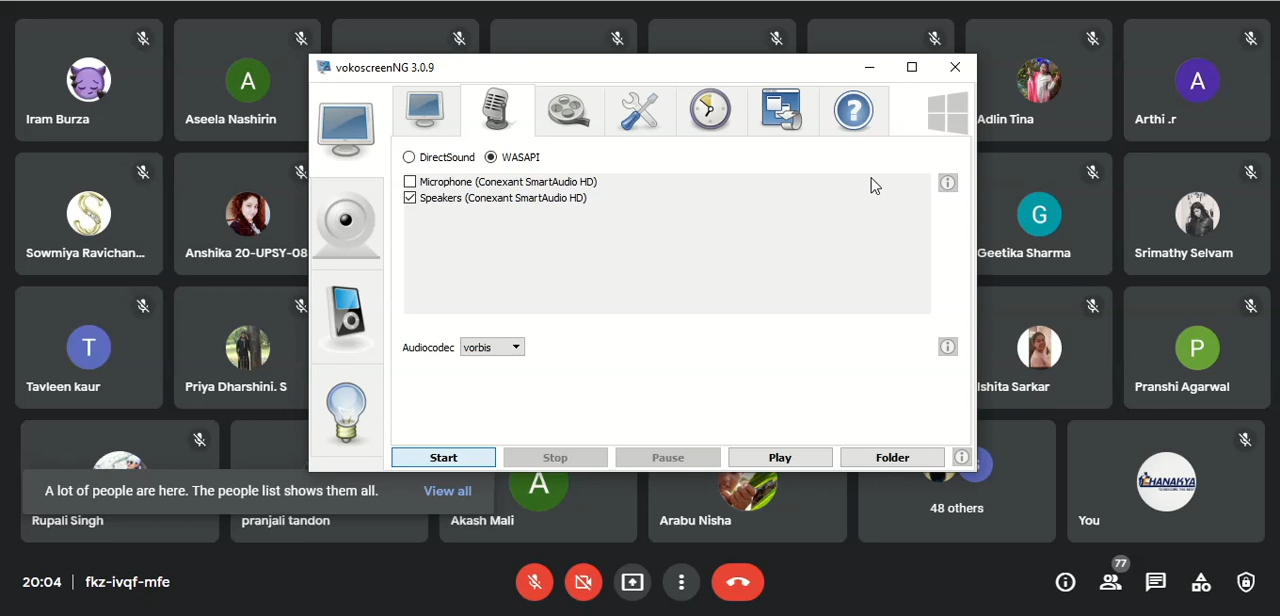 vokoscreenNG 3.0.9
Iram Burza
A
Aseela Nashirin
Adlin Tina
A
Arthi .r
DirectSound
WASAPI
Microphone (Conexant SmartAudio HD)
Speakers (Conexant SmartAudio HD)
S
Sowmiya Ravichan...
Anshika 20-UPSY-08
G
Geetika Sharma
Srimathy Selvam
T
Tavleen kaur
Priya Dharshini. S
Audiocodec
vorbis
Ishita Sarkar
P
Pranshi Agarwal
Start
Stop
Pause
Play
Folder
A lot of people are here. The people list shows them all.
View all
Rupali Singh
pranjali tandon
A
Akash Mali
Arabu Nisha
48 others
CHANAKYA
You
20:04
fkz-ivqf-mfe
77